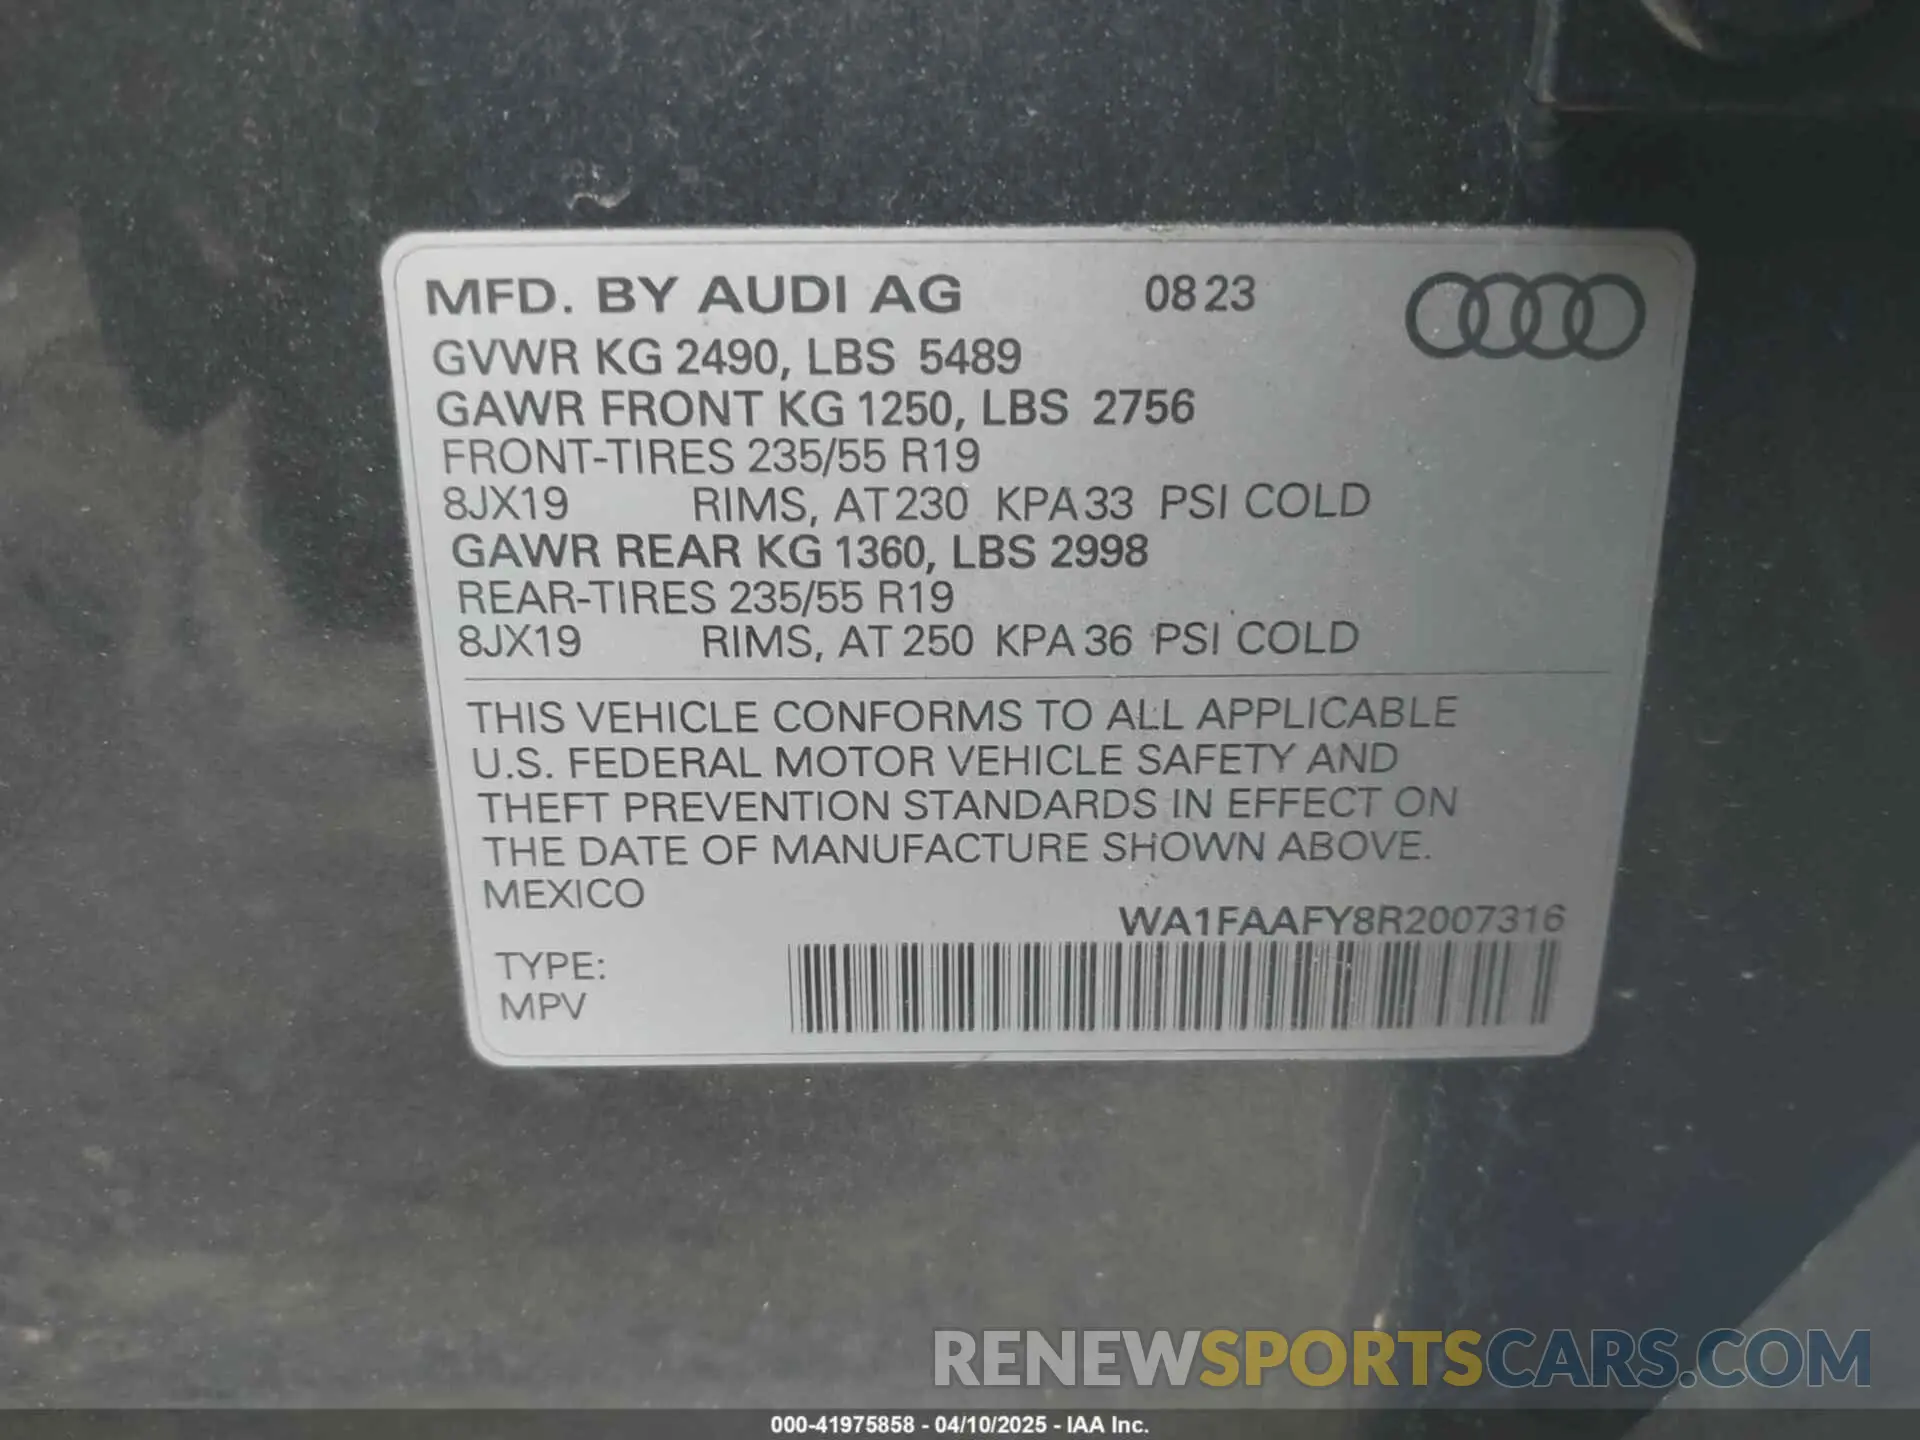 MFD. BY AUDI AG 08 23
GVWR KG 2490, LBS 5489
GAWR FRONT KG 1250, LBS 2756
FRONT-TIRES 235/55 R19
8JX19 RIMS, AT 230 KPA 33 PSI COLD
GAWR REAR KG 1360, LBS 2998
REAR-TIRES 235/55 R19
8JX19 RIMS, AT 250 KPA 36 PSI COLD
THIS VEHICLE CONFORMS TO ALL APPLICABLE
U.S. FEDERAL MOTOR VEHICLE SAFETY AND
THEFT PREVENTION STANDARDS IN EFFECT ON
THE DATE OF MANUFACTURE SHOWN ABOVE.
MEXICO
WA1FAAFY8R2007316
TYPE:
MPV
RENEWSPORTSCARS.COM
000-41975858 - 04/10/2025 - IAA Inc.